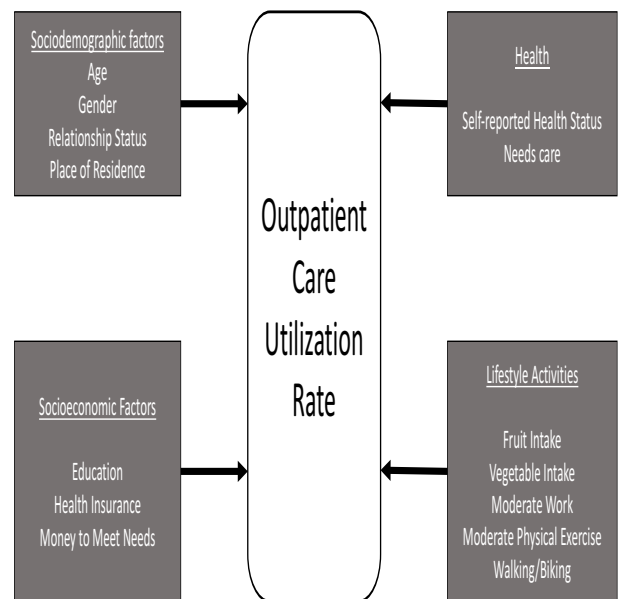 Sociodemographic factors
Age
Gender
Relationship Status
Place of Residence
Socioeconomic Factors
Education
Health Insurance
Money to Meet Needs
Outpatient
Care
Utilization
Rate
Health
Self-reported Health Status
Needs care
Lifestyle Activities
Fruit Intake
Vegetable Intake
Moderate Work
Moderate Physical Exercise
Walking/Biking